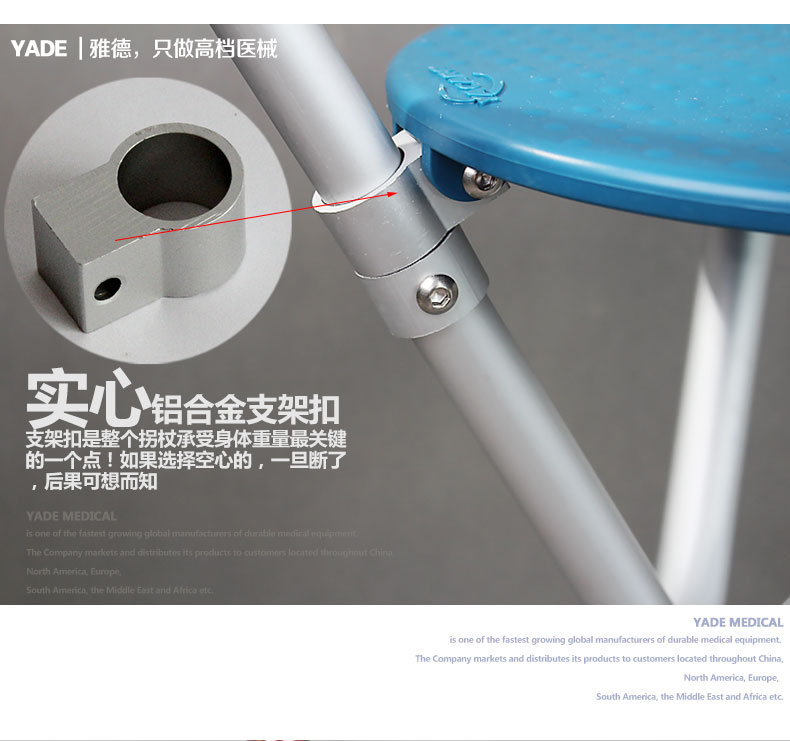 YADE | 雅德，只做高档医械
实心铝合金支架扣
支架扣是整个拐杖承受身体重量最关键
的一个点！如果选择空心的，一旦断了
，后果可想而知
YADE MEDICAL
is one of the fastest growing global manufacturers of durable medical equipment.
The Company markets and distributes its products to customers located throughout China,
North America, Europe,
South America, the Middle East and Africa etc.
YADE MEDICAL
is one of the fastest growing global manufacturers of durable medical equipment.
The Company markets and distributes its products to customers located throughout China,
North America, Europe,
South America, the Middle East and Africa etc.